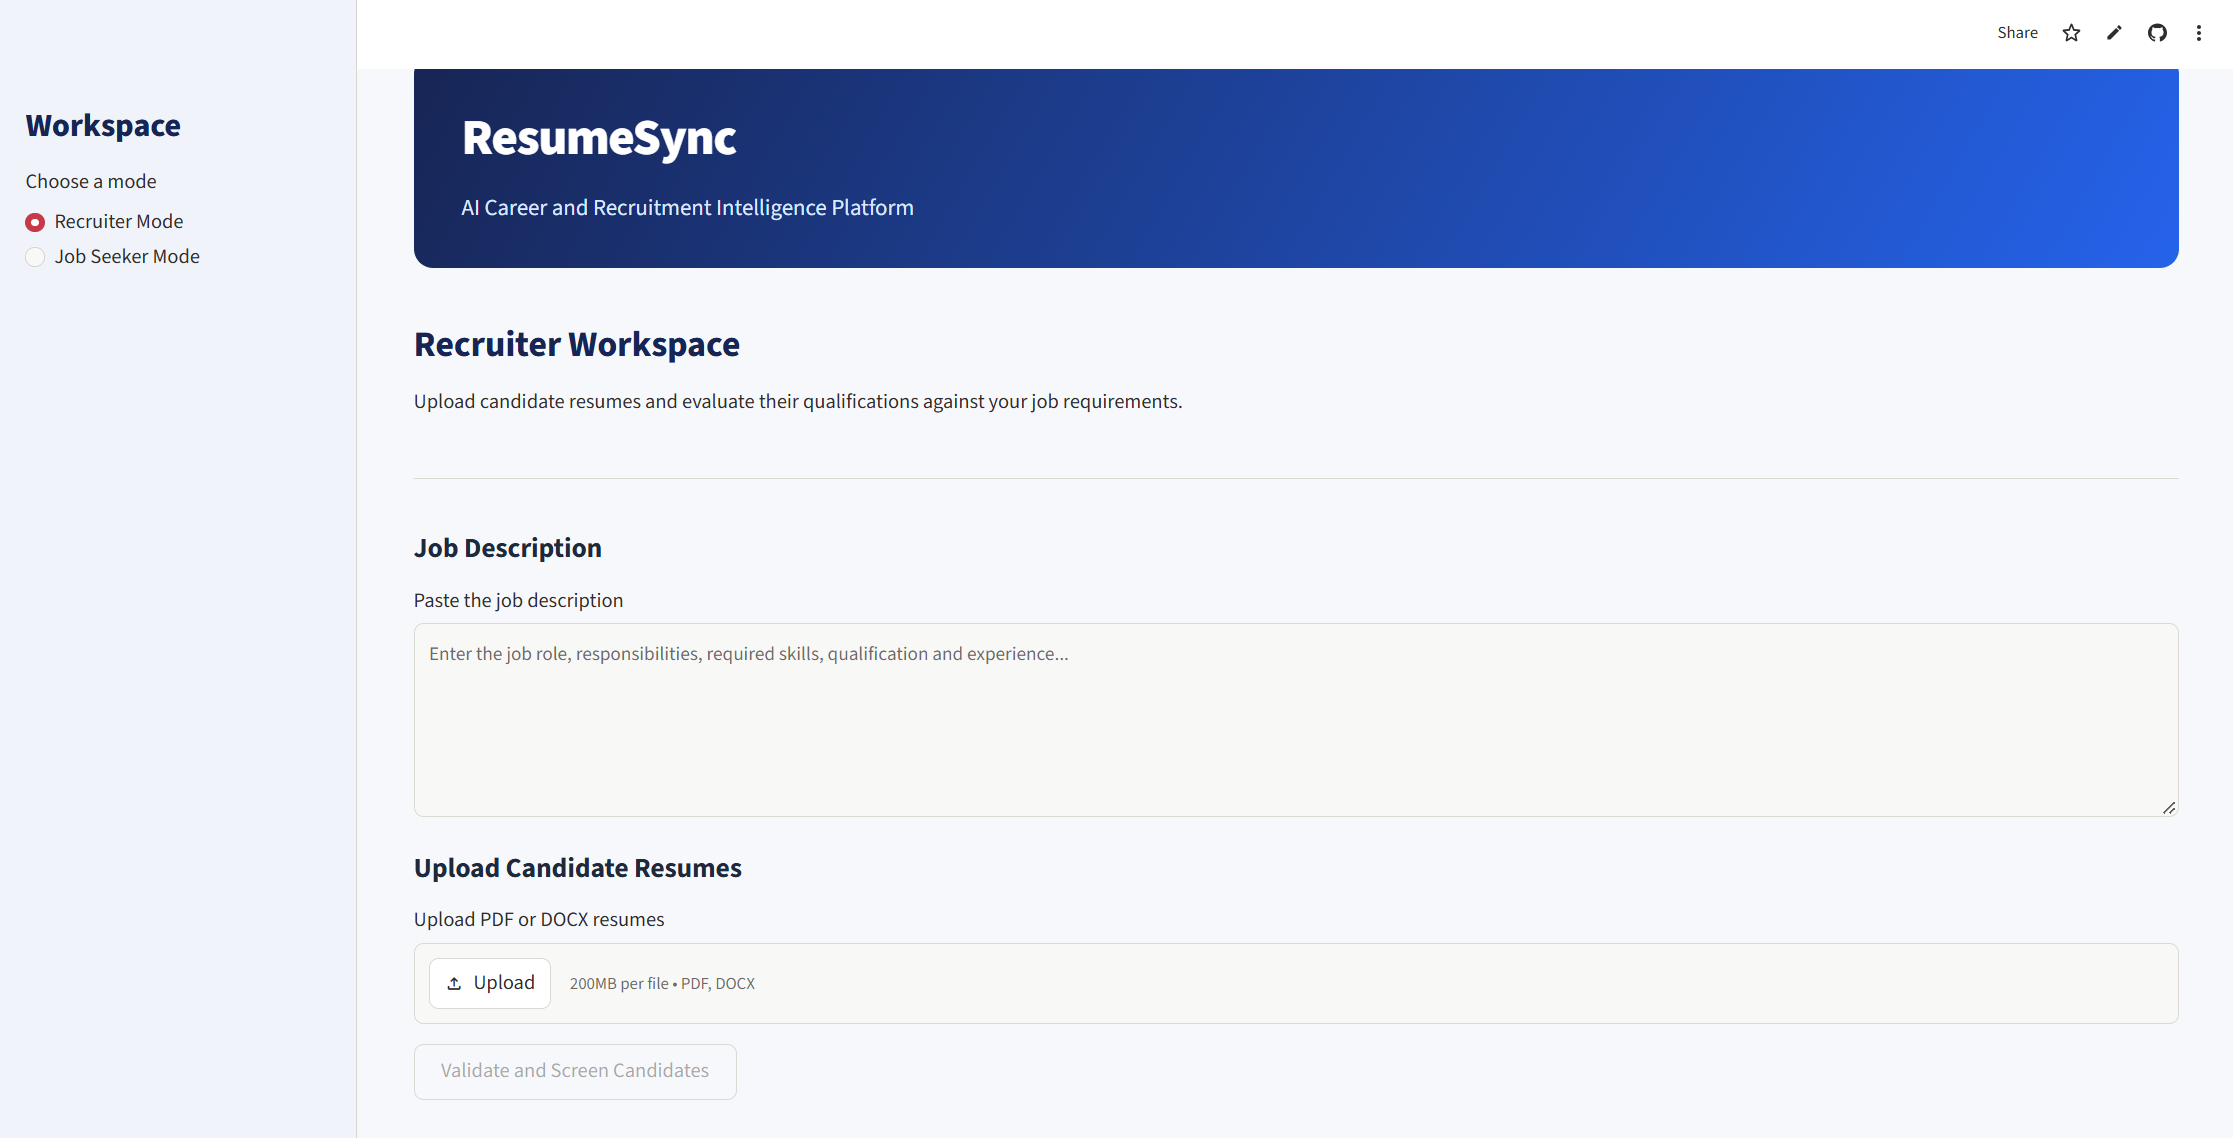 Share
Workspace
Choose a mode
Recruiter Mode
Job Seeker Mode
ResumeSync
AI Career and Recruitment Intelligence Platform
Recruiter Workspace
Upload candidate resumes and evaluate their qualifications against your job requirements.
Job Description
Paste the job description
Enter the job role, responsibilities, required skills, qualification and experience...
Upload Candidate Resumes
Upload PDF or DOCX resumes
Upload
200MB per file • PDF, DOCX
Validate and Screen Candidates